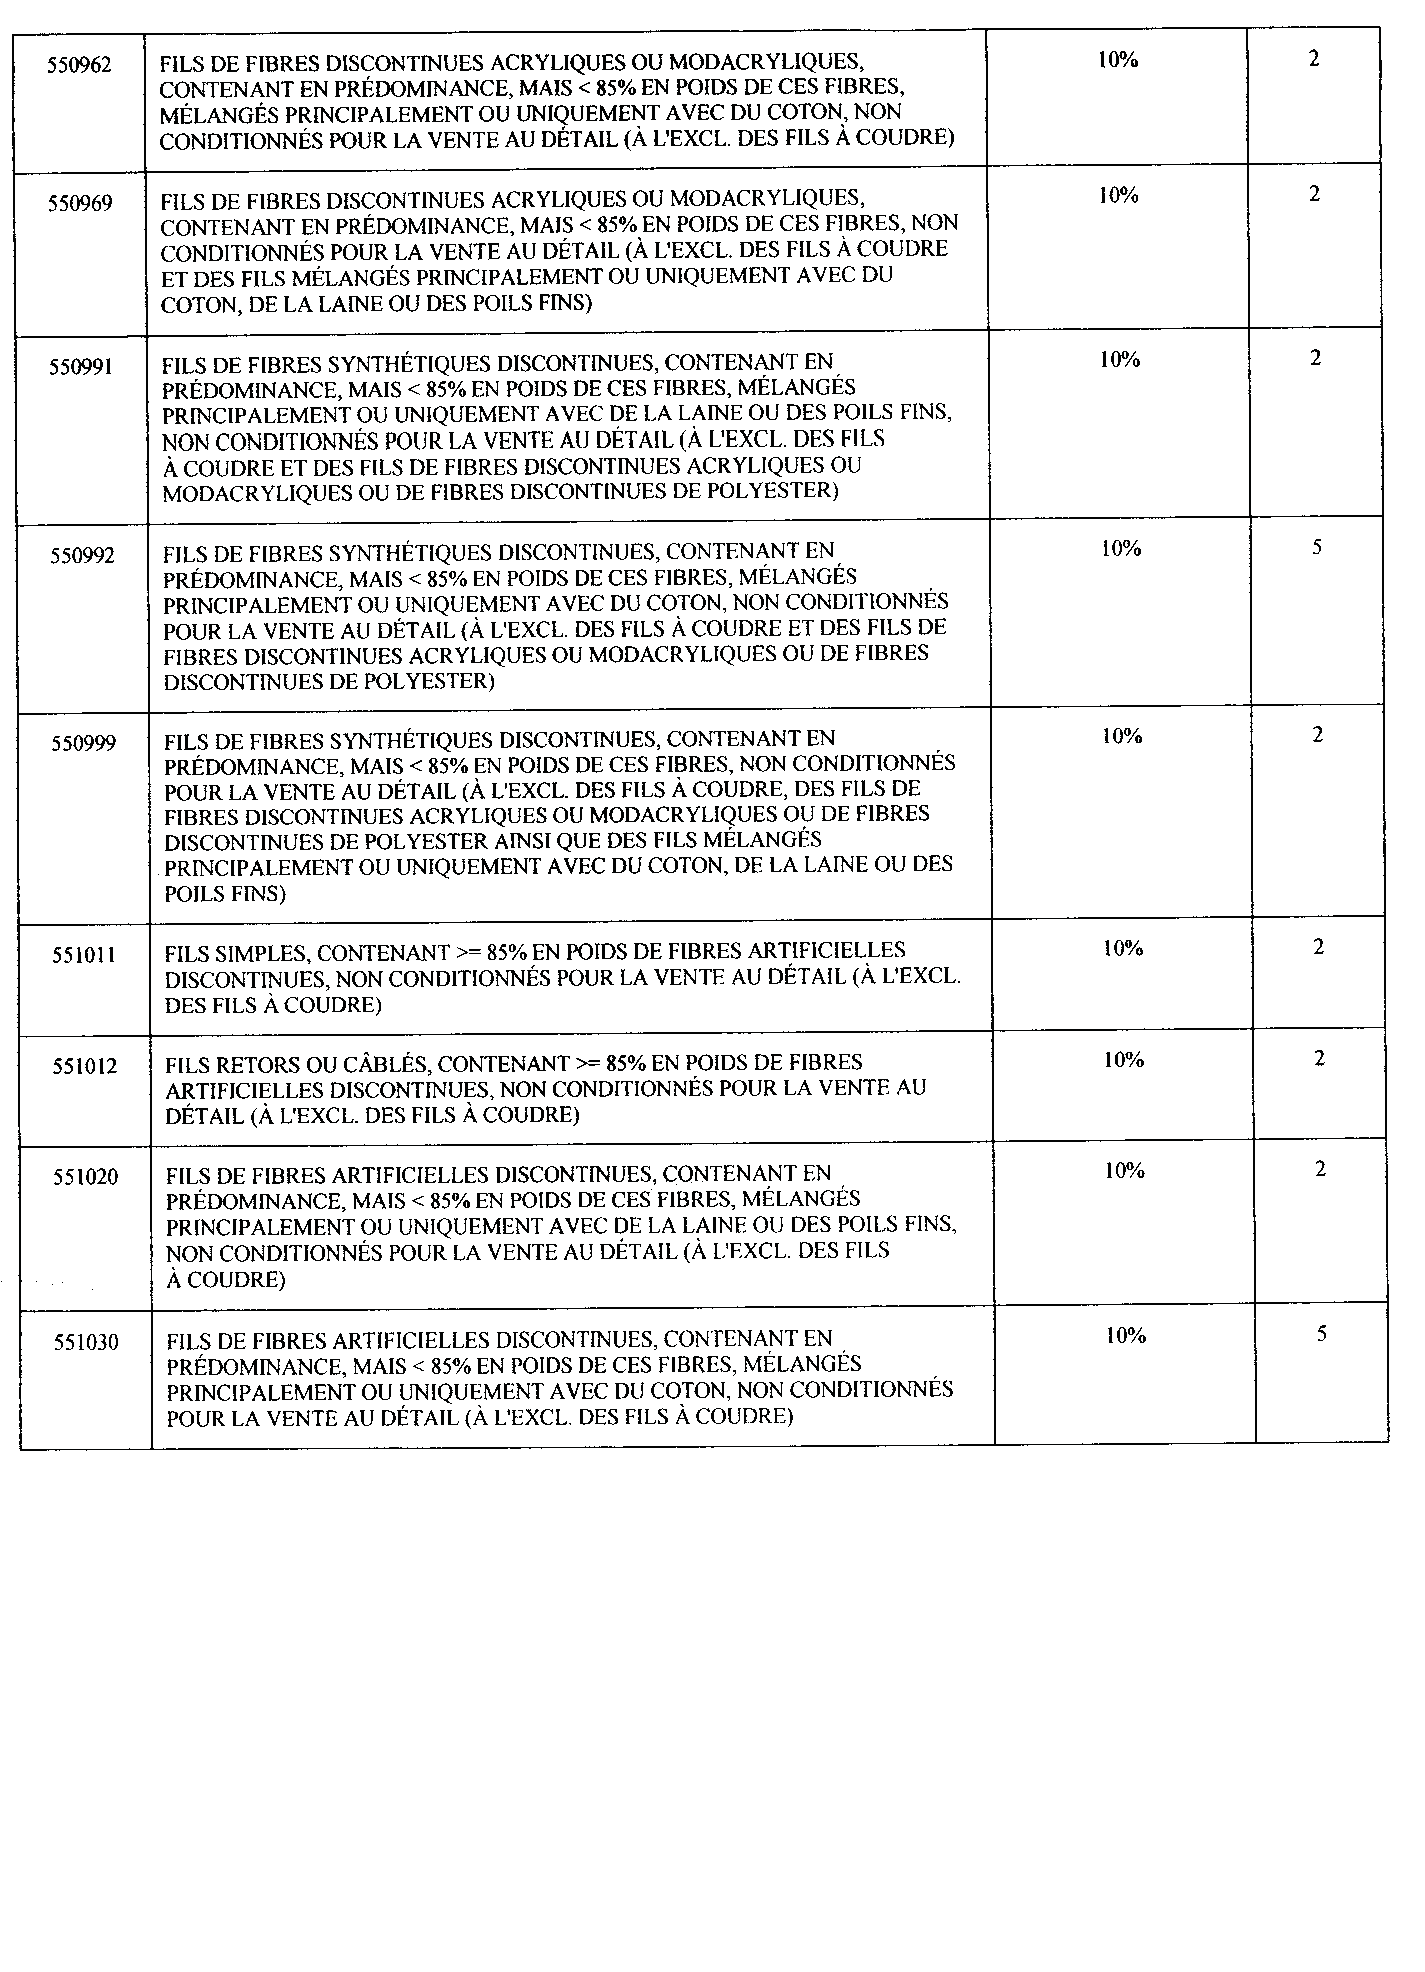 550962 FILS DE FIBRES DISCONTINUES ACRYLIQUES OU MODACRYLIQUES, 10% 2
CONTENANT EN PRÉDOMINANCE, MAIS < 85% EN POIDS DE CES FIBRES,
MÉLANGÉS PRINCIPALEMENT OU UNIQUEMENT AVEC DU COTON, NON
CONDITIONNÉS POUR LA VENTE AU DÉTAIL (À L'EXCL. DES FILS À COUDRE)
550969 FILS DE FIBRES DISCONTINUES ACRYLIQUES OU MODACRYLIQUES, 10% 2
CONTENANT EN PRÉDOMINANCE, MAIS < 85% EN POIDS DE CES FIBRES, NON
CONDITIONNÉS POUR LA VENTE AU DÉTAIL (À L'EXCL. DES FILS À COUDRE
ET DES FILS MÉLANGÉS PRINCIPALEMENT OU UNIQUEMENT AVEC DU
COTON, DE LA LAINE OU DES POILS FINS)
550991 FILS DE FIBRES SYNTHÉTIQUES DISCONTINUES, CONTENANT EN 10% 2
PRÉDOMINANCE, MAIS < 85% EN POIDS DE CES FIBRES, MÉLANGÉS
PRINCIPALEMENT OU UNIQUEMENT AVEC DE LA LAINE OU DES POILS FINS,
NON CONDITIONNÉS POUR LA VENTE AU DÉTAIL (À L'EXCL. DES FILS
À COUDRE ET DES FILS DE FIBRES DISCONTINUES ACRYLIQUES OU
MODACRYLIQUES OU DE FIBRES DISCONTINUES DE POLYESTER)
550992 FILS DE FIBRES SYNTHÉTIQUES DISCONTINUES, CONTENANT EN 10% 5
PRÉDOMINANCE, MAIS < 85% EN POIDS DE CES FIBRES, MÉLANGÉS
PRINCIPALEMENT OU UNIQUEMENT AVEC DU COTON, NON CONDITIONNÉS
POUR LA VENTE AU DÉTAIL (À L'EXCL. DES FILS À COUDRE ET DES FILS DE
FIBRES DISCONTINUES ACRYLIQUES OU MODACRYLIQUES OU DE FIBRES
DISCONTINUES DE POLYESTER)
550999 FILS DE FIBRES SYNTHÉTIQUES DISCONTINUES, CONTENANT EN 10% 2
PRÉDOMINANCE, MAIS < 85% EN POIDS DE CES FIBRES, NON CONDITIONNÉS
POUR LA VENTE AU DÉTAIL (À L'EXCL. DES FILS À COUDRE, DES FILS DE
FIBRES DISCONTINUES ACRYLIQUES OU MODACRYLIQUES OU DE FIBRES
DISCONTINUES DE POLYESTER AINSI QUE DES FILS MÉLANGÉS
PRINCIPALEMENT OU UNIQUEMENT AVEC DU COTON, DE LA LAINE OU DES
POILS FINS)
551011 FILS SIMPLES, CONTENANT >= 85% EN POIDS DE FIBRES ARTIFICIELLES 10% 2
DISCONTINUES, NON CONDITIONNÉS POUR LA VENTE AU DÉTAIL (À L'EXCL.
DES FILS À COUDRE)
551012 FILS RETORS OU CÂBLÉS, CONTENANT >= 85% EN POIDS DE FIBRES 10% 2
ARTIFICIELLES DISCONTINUES, NON CONDITIONNÉS POUR LA VENTE AU
DÉTAIL (À L'EXCL. DES FILS À COUDRE)
551020 FILS DE FIBRES ARTIFICIELLES DISCONTINUES, CONTENANT EN 10% 2
PRÉDOMINANCE, MAIS < 85% EN POIDS DE CES FIBRES, MÉLANGÉS
PRINCIPALEMENT OU UNIQUEMENT AVEC DE LA LAINE OU DES POILS FINS,
NON CONDITIONNÉS POUR LA VENTE AU DÉTAIL (À L'EXCL. DES FILS
À COUDRE)
551030 FILS DE FIBRES ARTIFICIELLES DISCONTINUES, CONTENANT EN 10% 5
PRÉDOMINANCE, MAIS < 85% EN POIDS DE CES FIBRES, MÉLANGÉS
PRINCIPALEMENT OU UNIQUEMENT AVEC DU COTON, NON CONDITIONNÉS
POUR LA VENTE AU DÉTAIL (À L'EXCL. DES FILS À COUDRE)